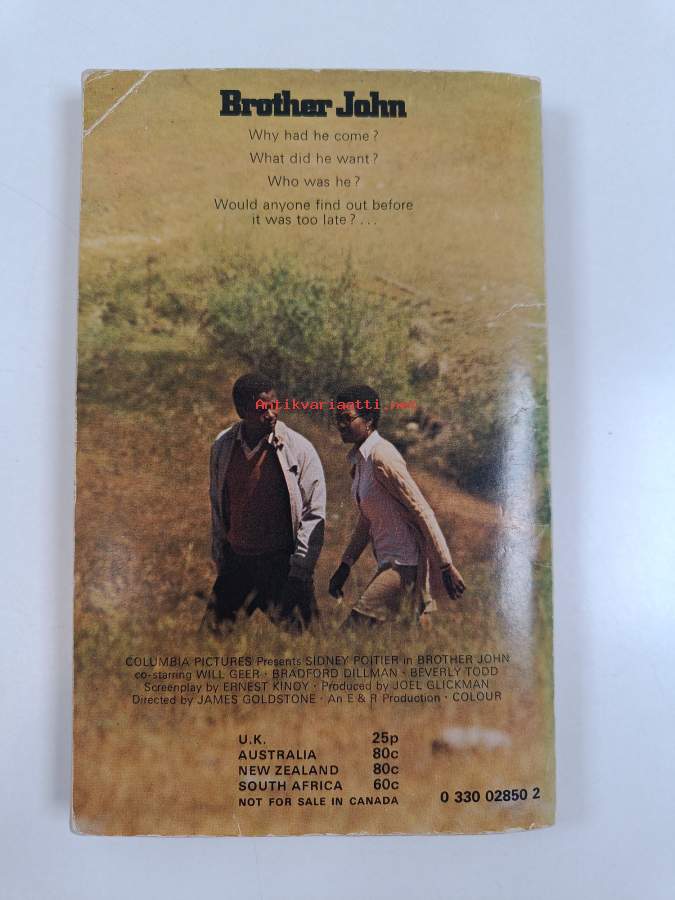 Brother John
Why had he come?
What did he want?
Who was he?
Would anyone find out before
it was too late? . . .
Antikvariaatti.net
COLUMBIA PICTURES Presents SIDNEY POITIER in BROTHER JOHN
co-starring WILL GEER · BRADFORD DILLMAN · BEVERLY TODD
Screenplay by ERNEST KINOY · Produced by JOEL GLICKMAN
Directed by JAMES GOLDSTONE · An E & R Production · COLOUR
U.K. 25p
AUSTRALIA 80c
NEW ZEALAND 80c
SOUTH AFRICA 60c
NOT FOR SALE IN CANADA
0 330 02850 2